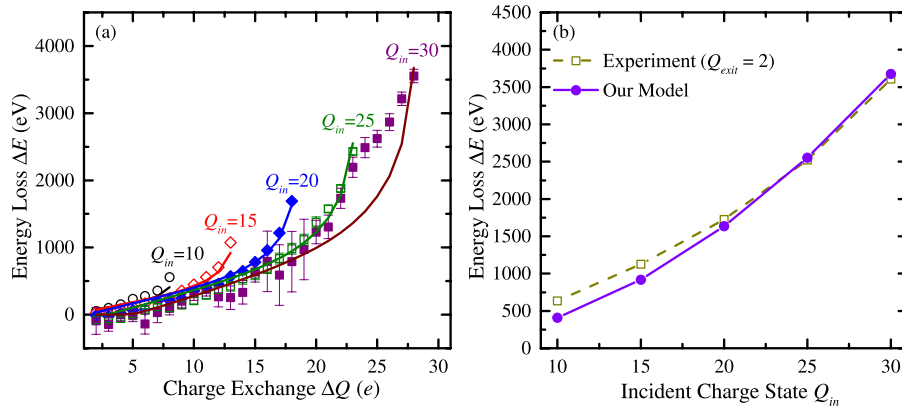 (a)
Q_in=30
Q_in=25
Q_in=20
Q_in=15
Q_in=10
4000
3000
2000
1000
0
Energy Loss ΔE (eV)
0 5 10 15 20 25 30
Charge Exchange ΔQ (e)
(b)
Experiment (Q_exit = 2)
Our Model
4500
4000
3500
3000
2500
2000
1500
1000
500
0
Energy Loss ΔE (eV)
10 15 20 25 30
Incident Charge State Q_in